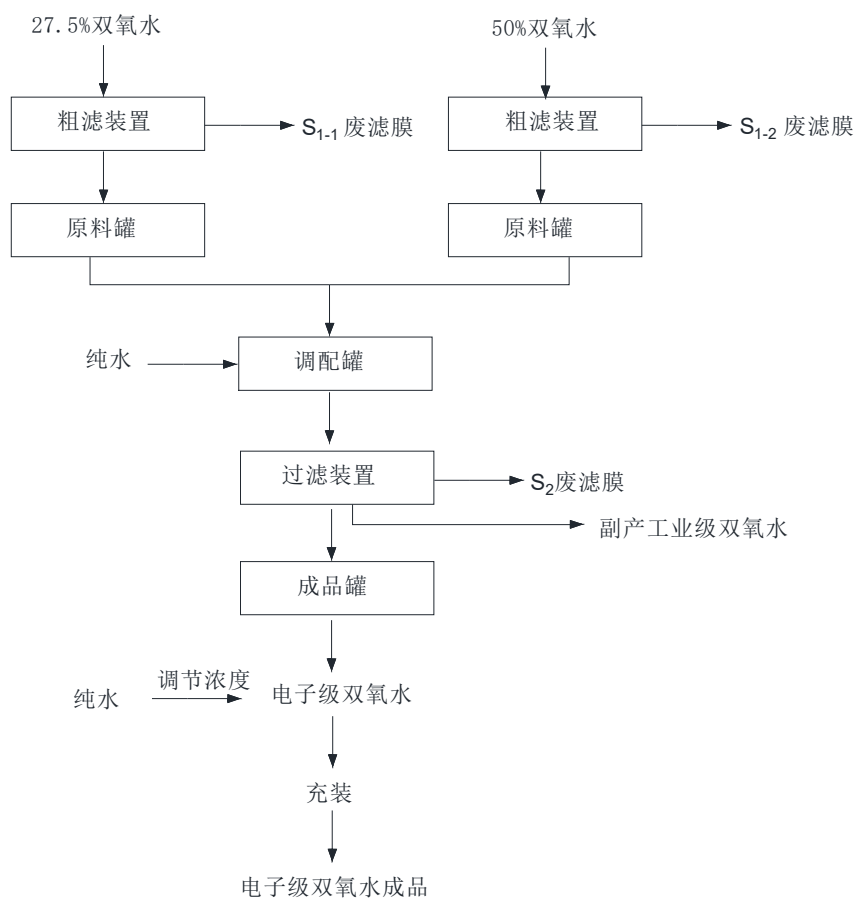 27.5%双氧水
50%双氧水
粗滤装置
S1-1 废滤膜
粗滤装置
S1-2 废滤膜
原料罐
原料罐
纯水
调配罐
过滤装置
S2废滤膜
副产工业级双氧水
成品罐
纯水
调节浓度
电子级双氧水
充装
电子级双氧水成品